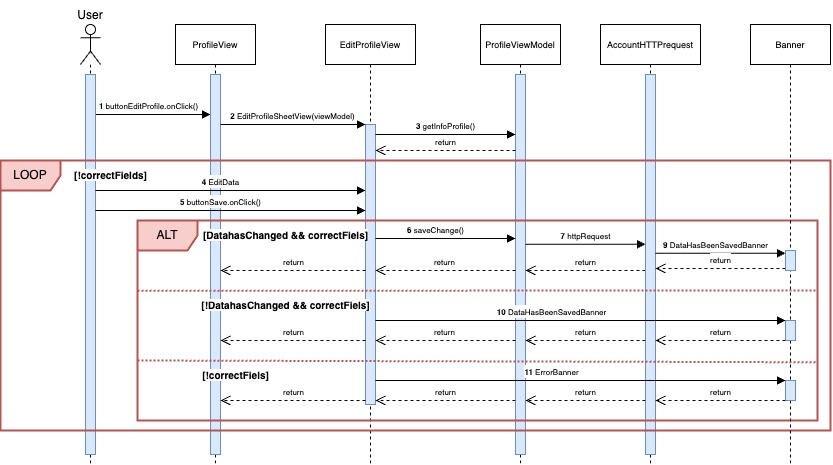 User
ProfileView
EditProfileView
ProfileViewModel
AccountHTTPrequest
Banner
1 buttonEditProfile.onClick()
2 EditProfileSheetView(viewModel)
3 getInfoProfile()
return
LOOP
[!correctFields]
4 EditData
5 buttonSave.onClick()
ALT
[DatahasChanged && correctFiels]
6 saveChange()
7 httpRequest
9 DataHasBeenSavedBanner
return
return
return
return
return
[!DatahasChanged && correctFiels]
10 DataHasBeenSavedBanner
return
return
return
return
[!correctFiels]
11 ErrorBanner
return
return
return
return